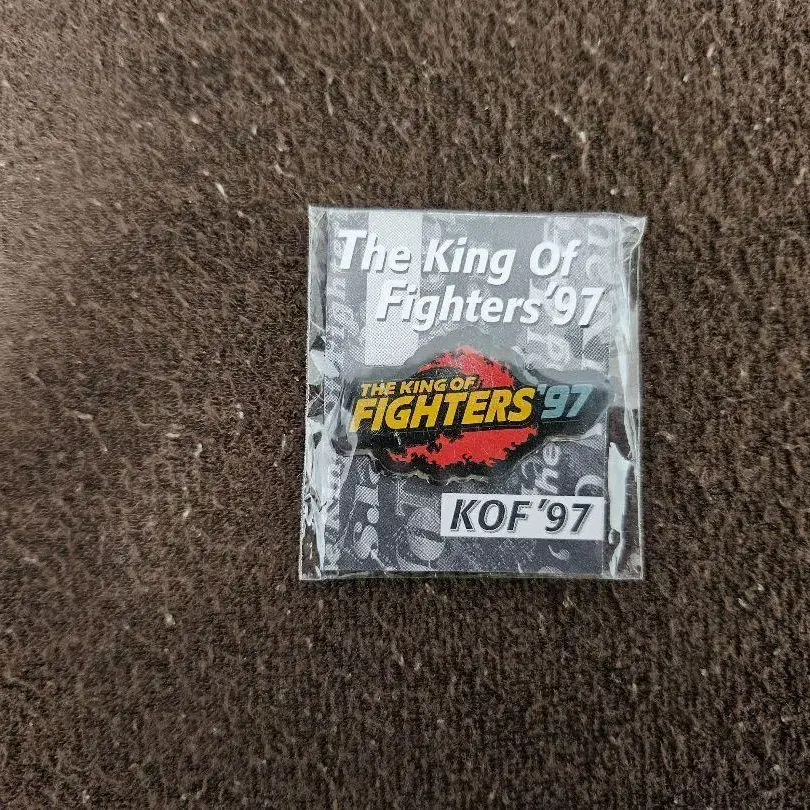 The King Of
Fighters '97
THE KING OF
FIGHTERS '97
KOF '97